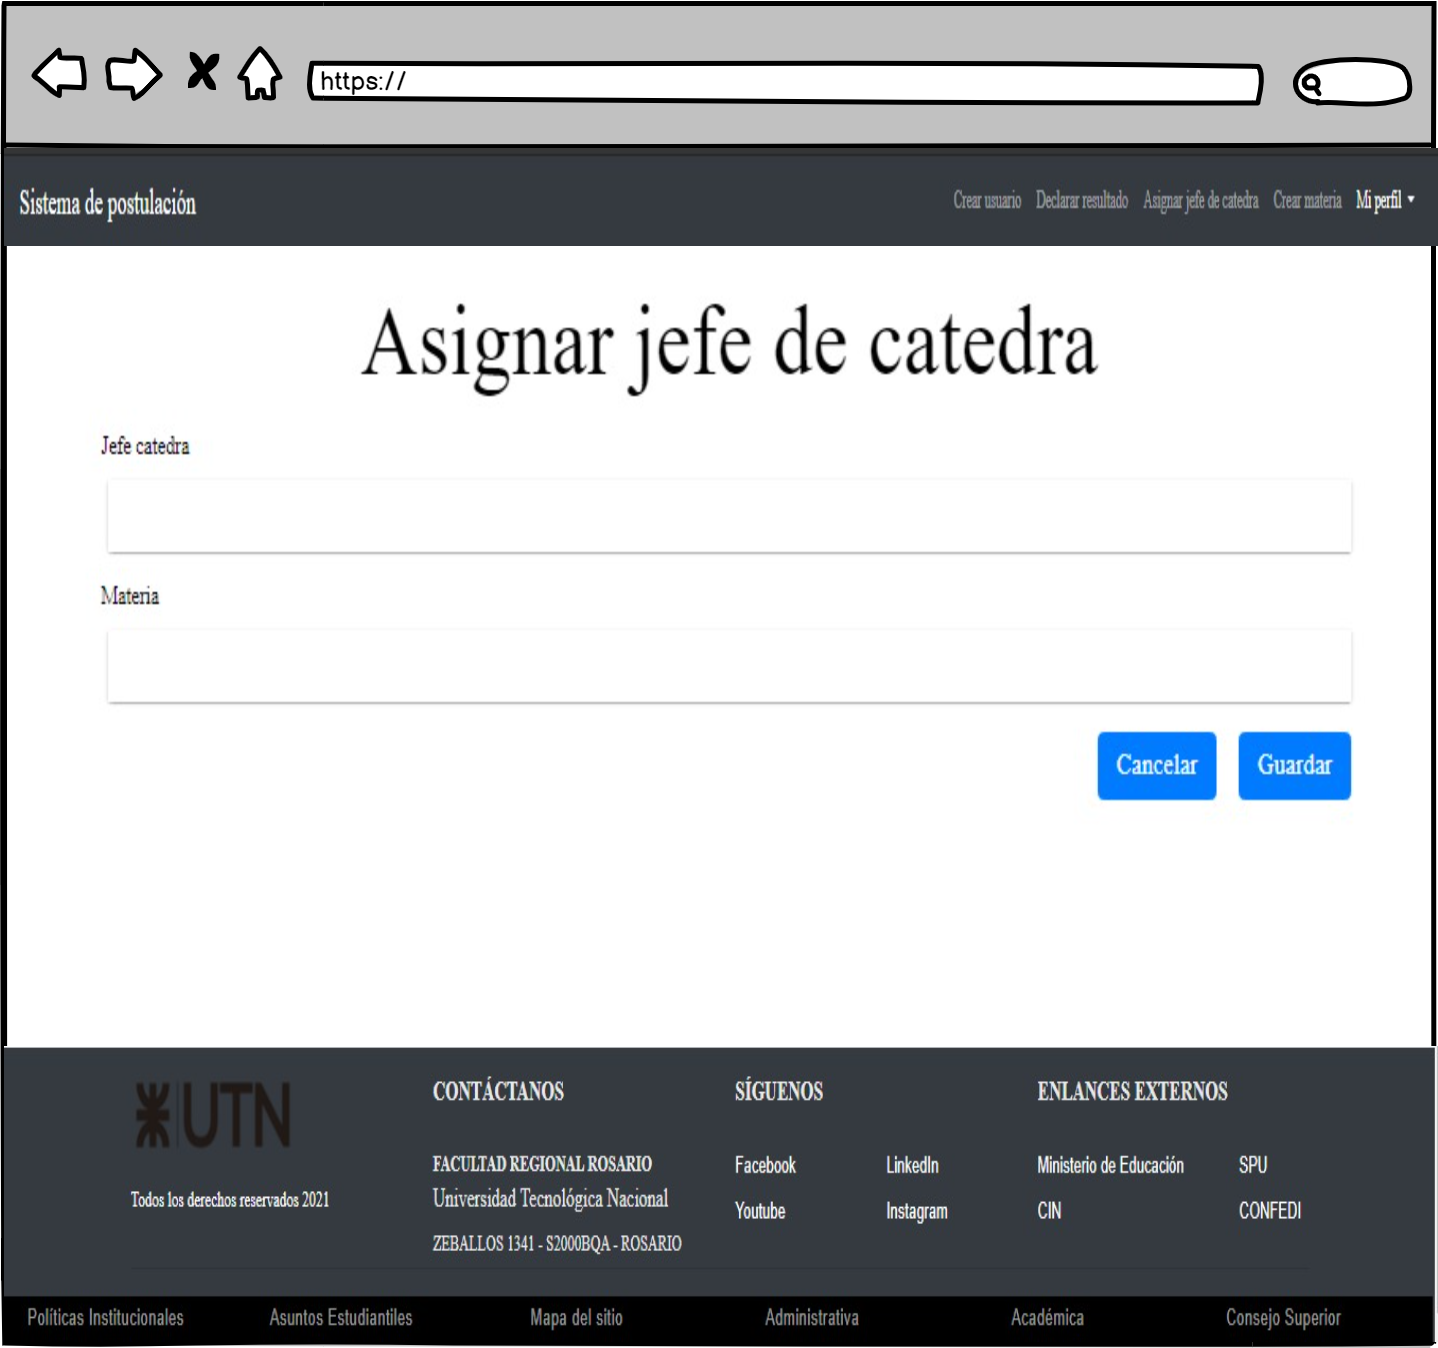 https://
Sistema de postulación
Crear usuario Declarar resultado Asignar jefe de catedra Crear materia Mi perfil
Asignar jefe de catedra
Jefe catedra
Materia
Cancelar Guardar
UTN
Todos los derechos reservados 2021
CONTÁCTANOS
FACULTAD REGIONAL ROSARIO
Universidad Tecnológica Nacional
ZEBALLOS 1341 - S2000BQA - ROSARIO
SÍGUENOS
Facebook LinkedIn
Youtube Instagram
ENLANCES EXTERNOS
Ministerio de Educación SPU
CIN CONFEDI
Políticas Institucionales Asuntos Estudiantiles Mapa del sitio Administrativa Académica Consejo Superior